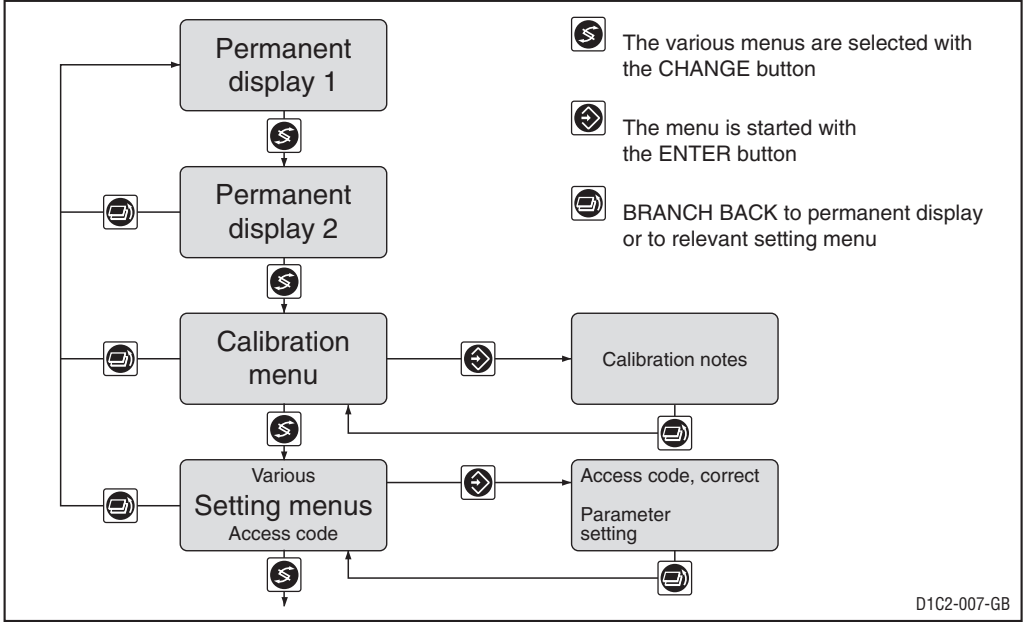 Permanent
display 1
The various menus are selected with
the CHANGE button
The menu is started with
the ENTER button
Permanent
display 2
BRANCH BACK to permanent display
or to relevant setting menu
Calibration
menu
Calibration notes
Various
Setting menus
Access code
Access code, correct
Parameter
setting
D1C2-007-GB